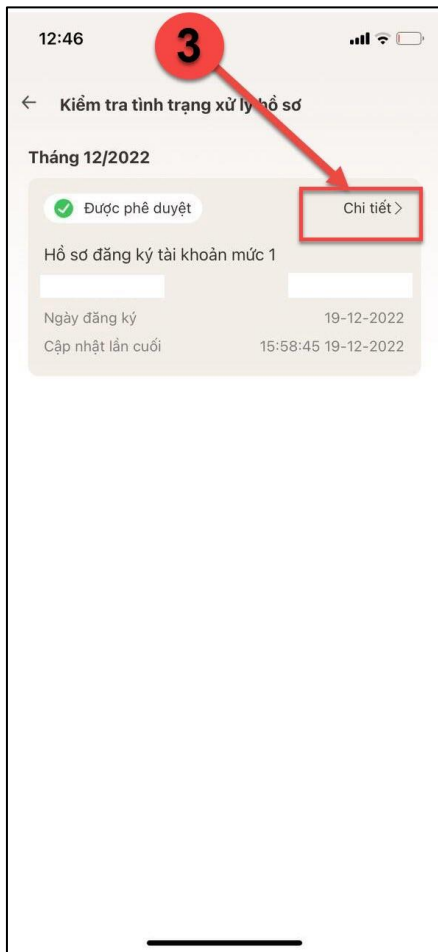 12:46
3
Kiểm tra tình trạng xử lý hồ sơ
Tháng 12/2022
Được phê duyệt
Chi tiết >
Hồ sơ đăng ký tài khoản mức 1
Ngày đăng ký 19-12-2022
Cập nhật lần cuối 15:58:45 19-12-2022